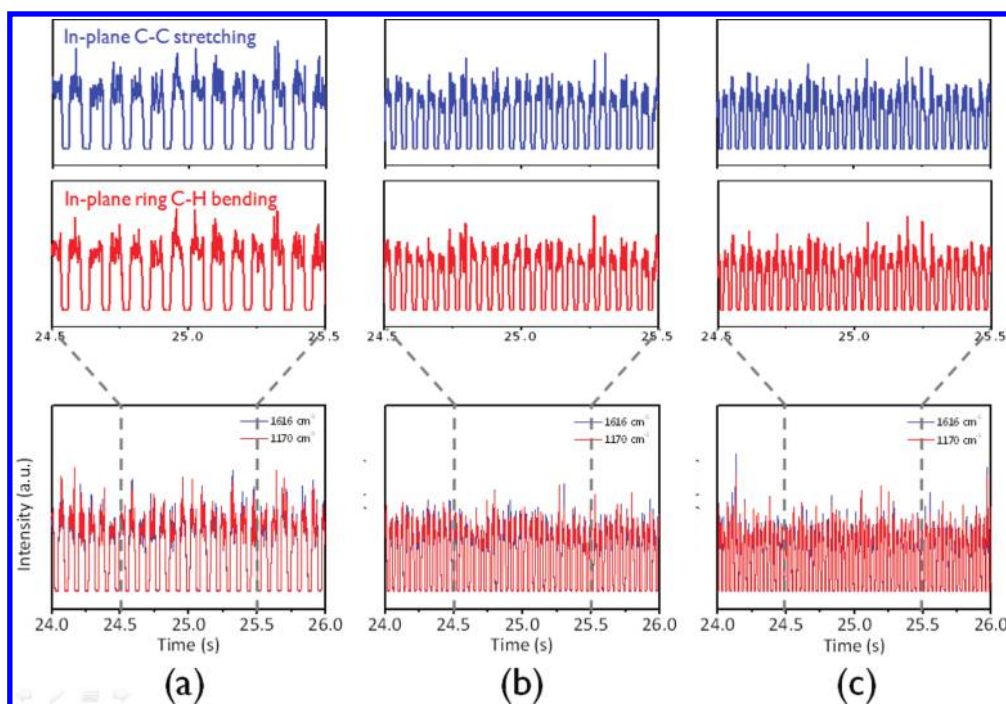 In-plane C-C stretching
In-plane ring C-H bending
24.5 25.0 25.5
24.5 25.0 25.5
24.5 25.0 25.5
1616 cm⁻¹
1170 cm⁻¹
1616 cm⁻¹
1170 cm⁻¹
1616 cm⁻¹
1170 cm⁻¹
Intensity (a.u.)
24.0 24.5 25.0 25.5 26.0
24.0 24.5 25.0 25.5 26.0
24.0 24.5 25.0 25.5 26.0
Time (s)
Time (s)
Time (s)
(a)
(b)
(c)